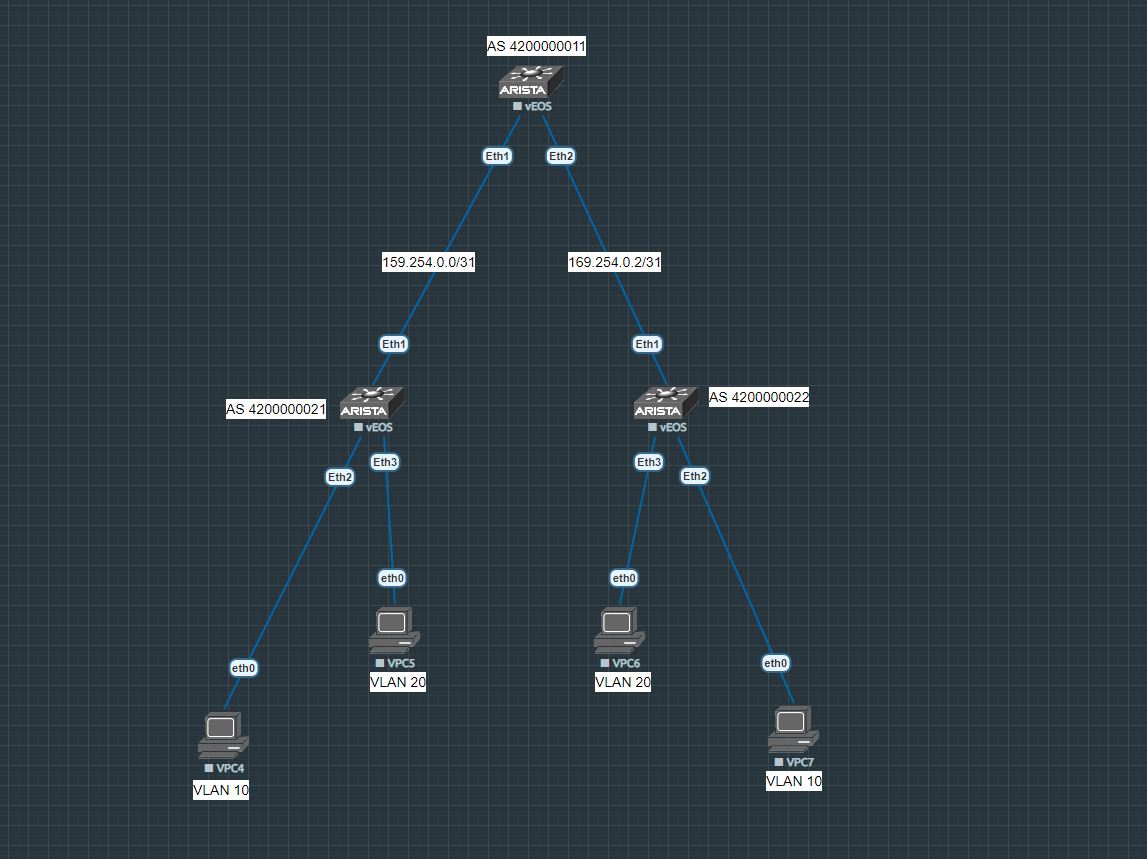 AS 4200000011
ARISTA
vEOS
Eth1
Eth2
159.254.0.0/31
169.254.0.2/31
Eth1
Eth1
AS 4200000021
ARISTA
vEOS
ARISTA
vEOS
AS 4200000022
Eth2
Eth3
Eth3
Eth2
eth0
eth0
VPC5
VLAN 20
VPC6
VLAN 20
eth0
eth0
VPC4
VLAN 10
VPC7
VLAN 10